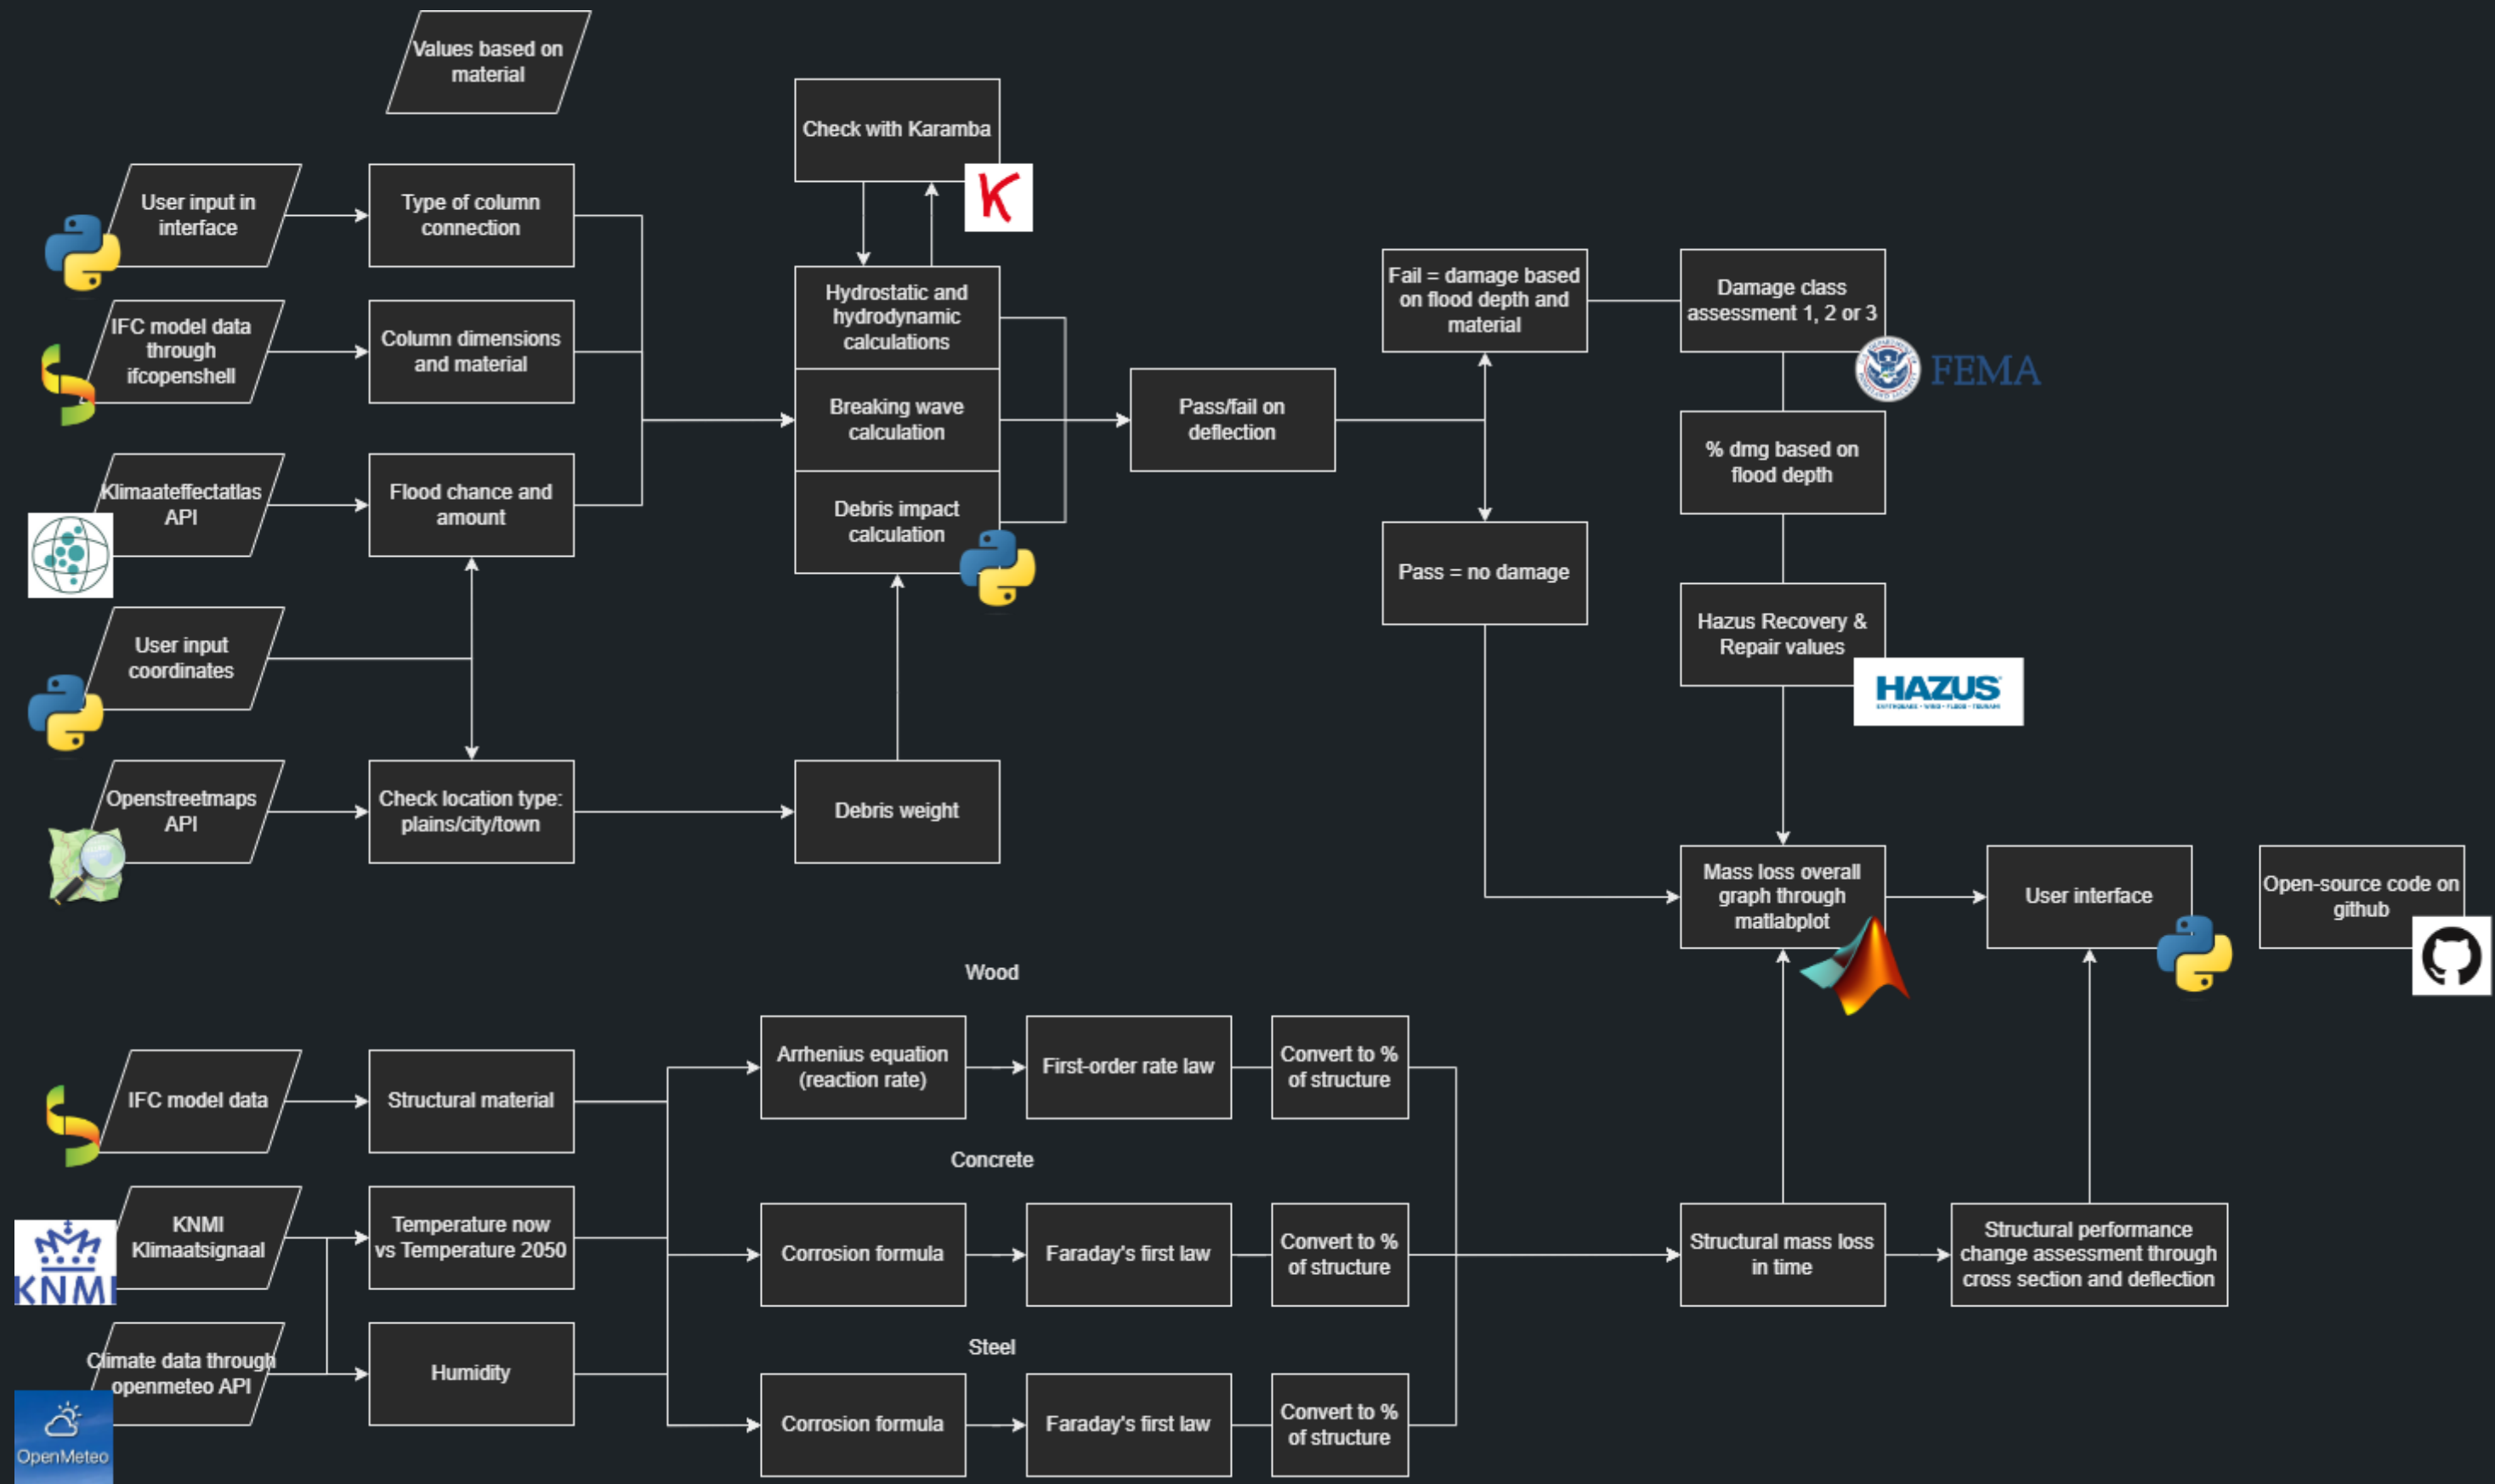 Values based on
material
Check with Karamba
User input in
interface
Type of column
connection
IFC model data
through
ifcopenshell
Column dimensions
and material
Hydrostatic and
hydrodynamic
calculations
Breaking wave
calculation
Debris impact
calculation
Pass/fail on
deflection
Fail = damage based
on flood depth and
material
Damage class
assessment 1, 2 or 3
FEMA
% dmg based on
flood depth
Klimaateffectatlas
API
Flood chance and
amount
Pass = no damage
Hazus Recovery &
Repair values
HAZUS
EARTHQUAKE • WIND • FLOOD • TSUNAMI
User input
coordinates
Openstreetmaps
API
Check location type:
plains/city/town
Debris weight
Mass loss overall
graph through
matlabplot
User interface
Open-source code on
github
Wood
IFC model data
Structural material
Arrhenius equation
(reaction rate)
First-order rate law
Convert to %
of structure
Concrete
KNMI
Klimaatsignaal
KNMI
Temperature now
vs Temperature 2050
Corrosion formula
Faraday's first law
Convert to %
of structure
Structural mass loss
in time
Structural performance
change assessment through
cross section and deflection
Steel
Climate data through
openmeteo API
OpenMeteo
Humidity
Corrosion formula
Faraday's first law
Convert to %
of structure